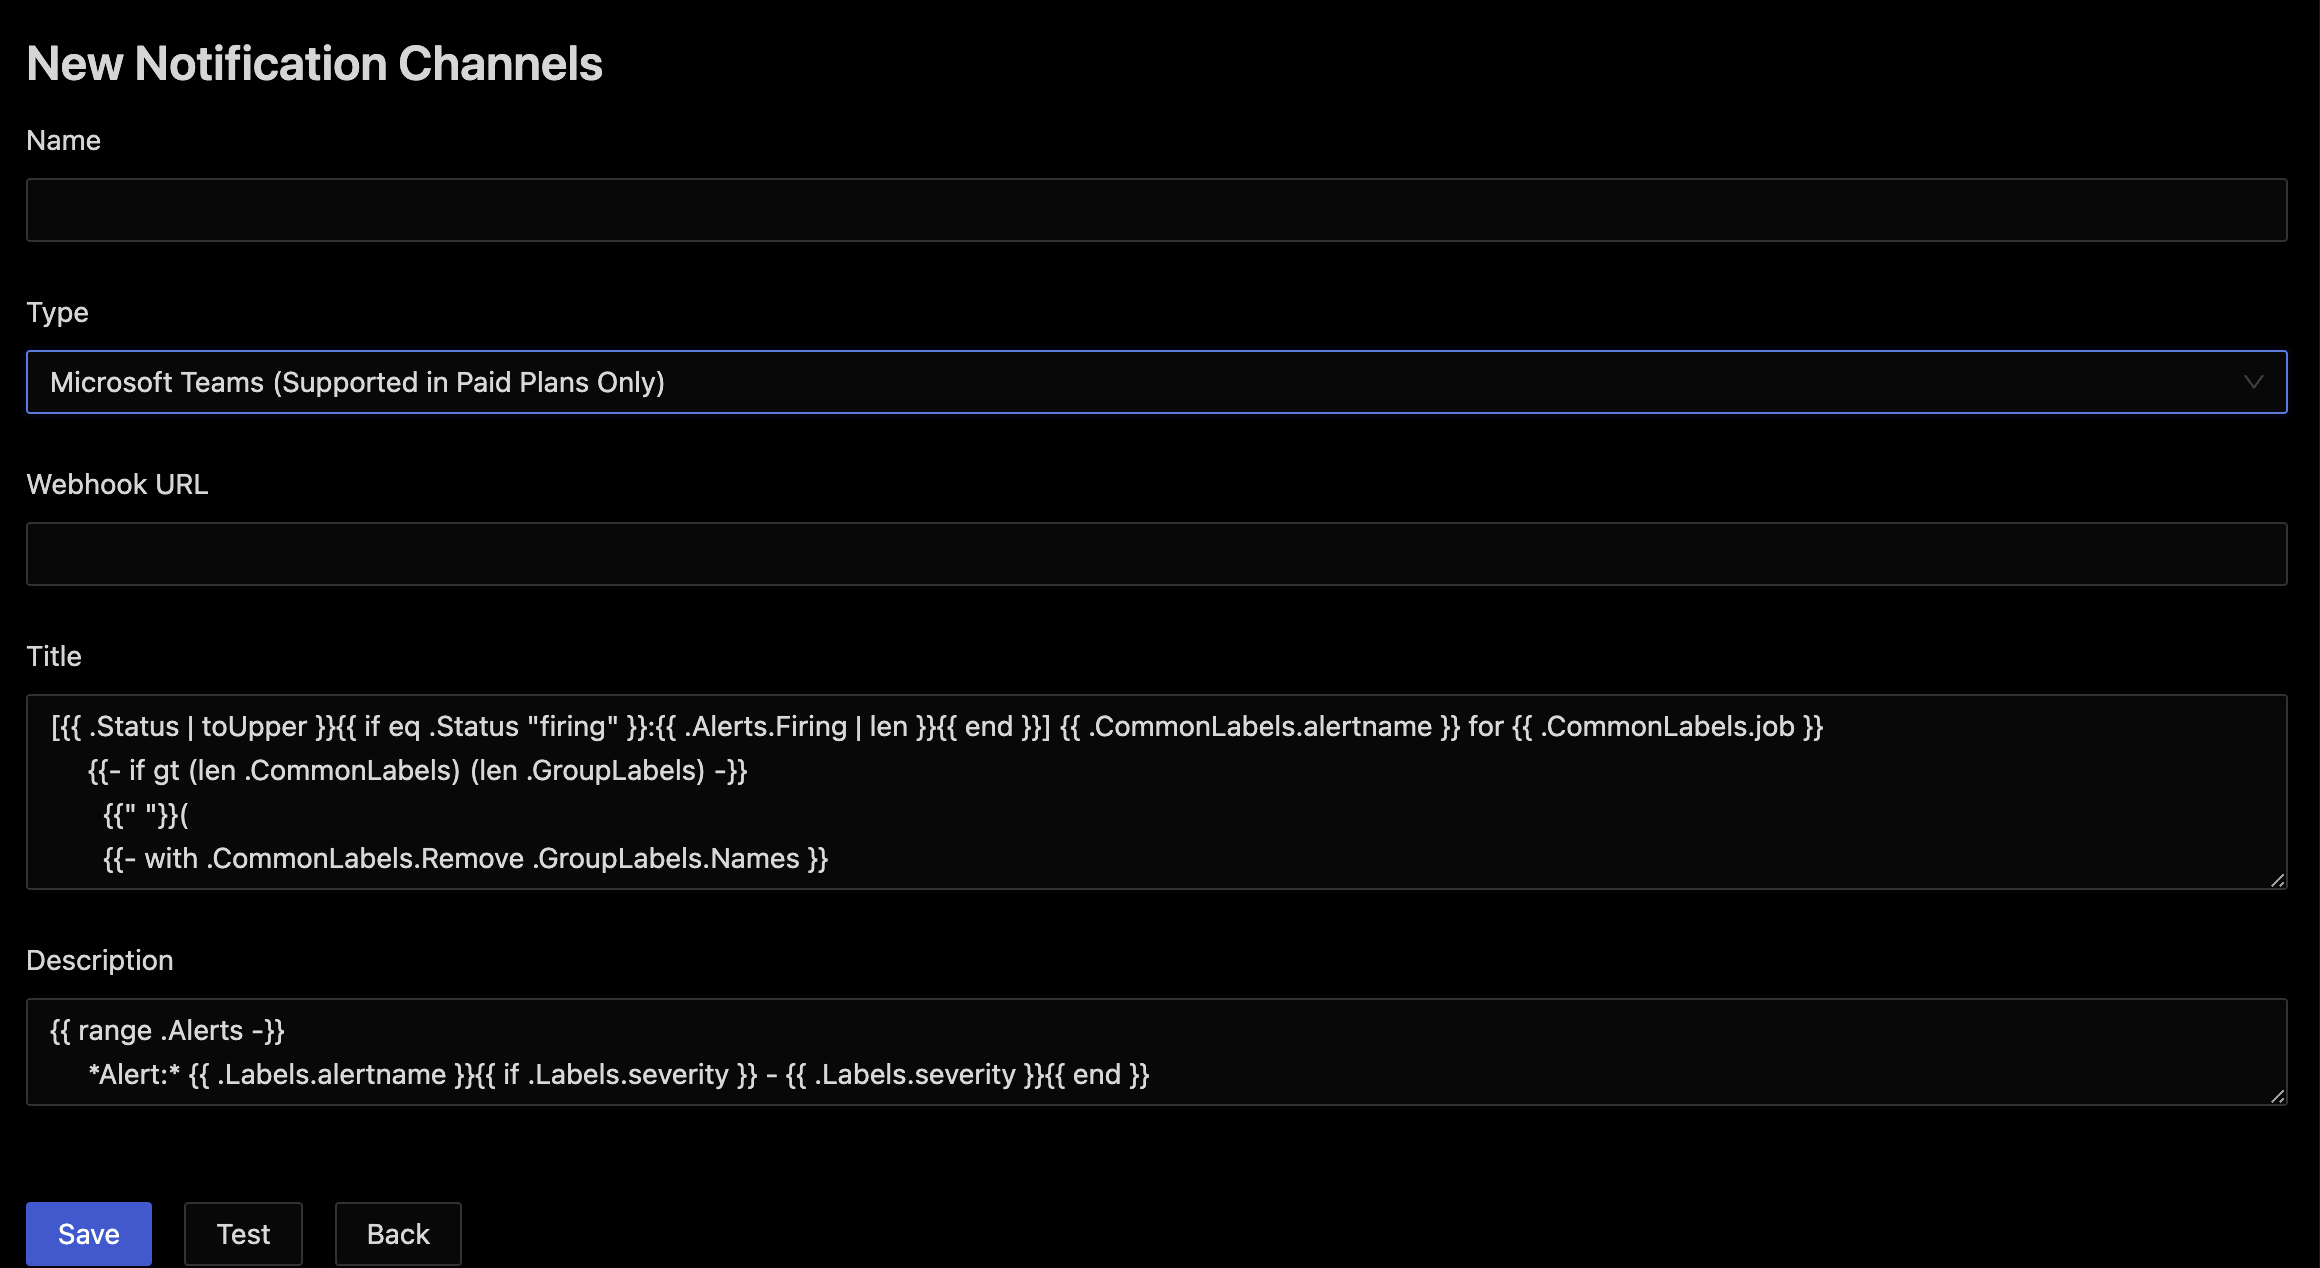 New Notification Channels
Name
Type
Microsoft Teams (Supported in Paid Plans Only)
Webhook URL
Title
[{{ .Status | toUpper }}{{ if eq .Status "firing" }}:{{ .Alerts.Firing | len }}{{ end }}] {{ .CommonLabels.alertname }} for {{ .CommonLabels.job }}
{{- if gt (len .CommonLabels) (len .GroupLabels) -}}
{{" "}}(
{{- with .CommonLabels.Remove .GroupLabels.Names }}
Description
{{ range .Alerts -}}
*Alert:* {{ .Labels.alertname }}{{ if .Labels.severity }} - {{ .Labels.severity }}{{ end }}
Save Test Back